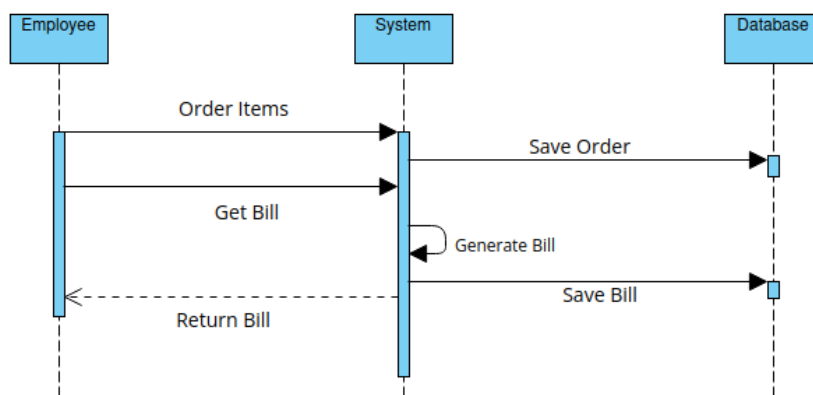 Employee
System
Database
Order Items
Save Order
Get Bill
Generate Bill
Save Bill
Return Bill